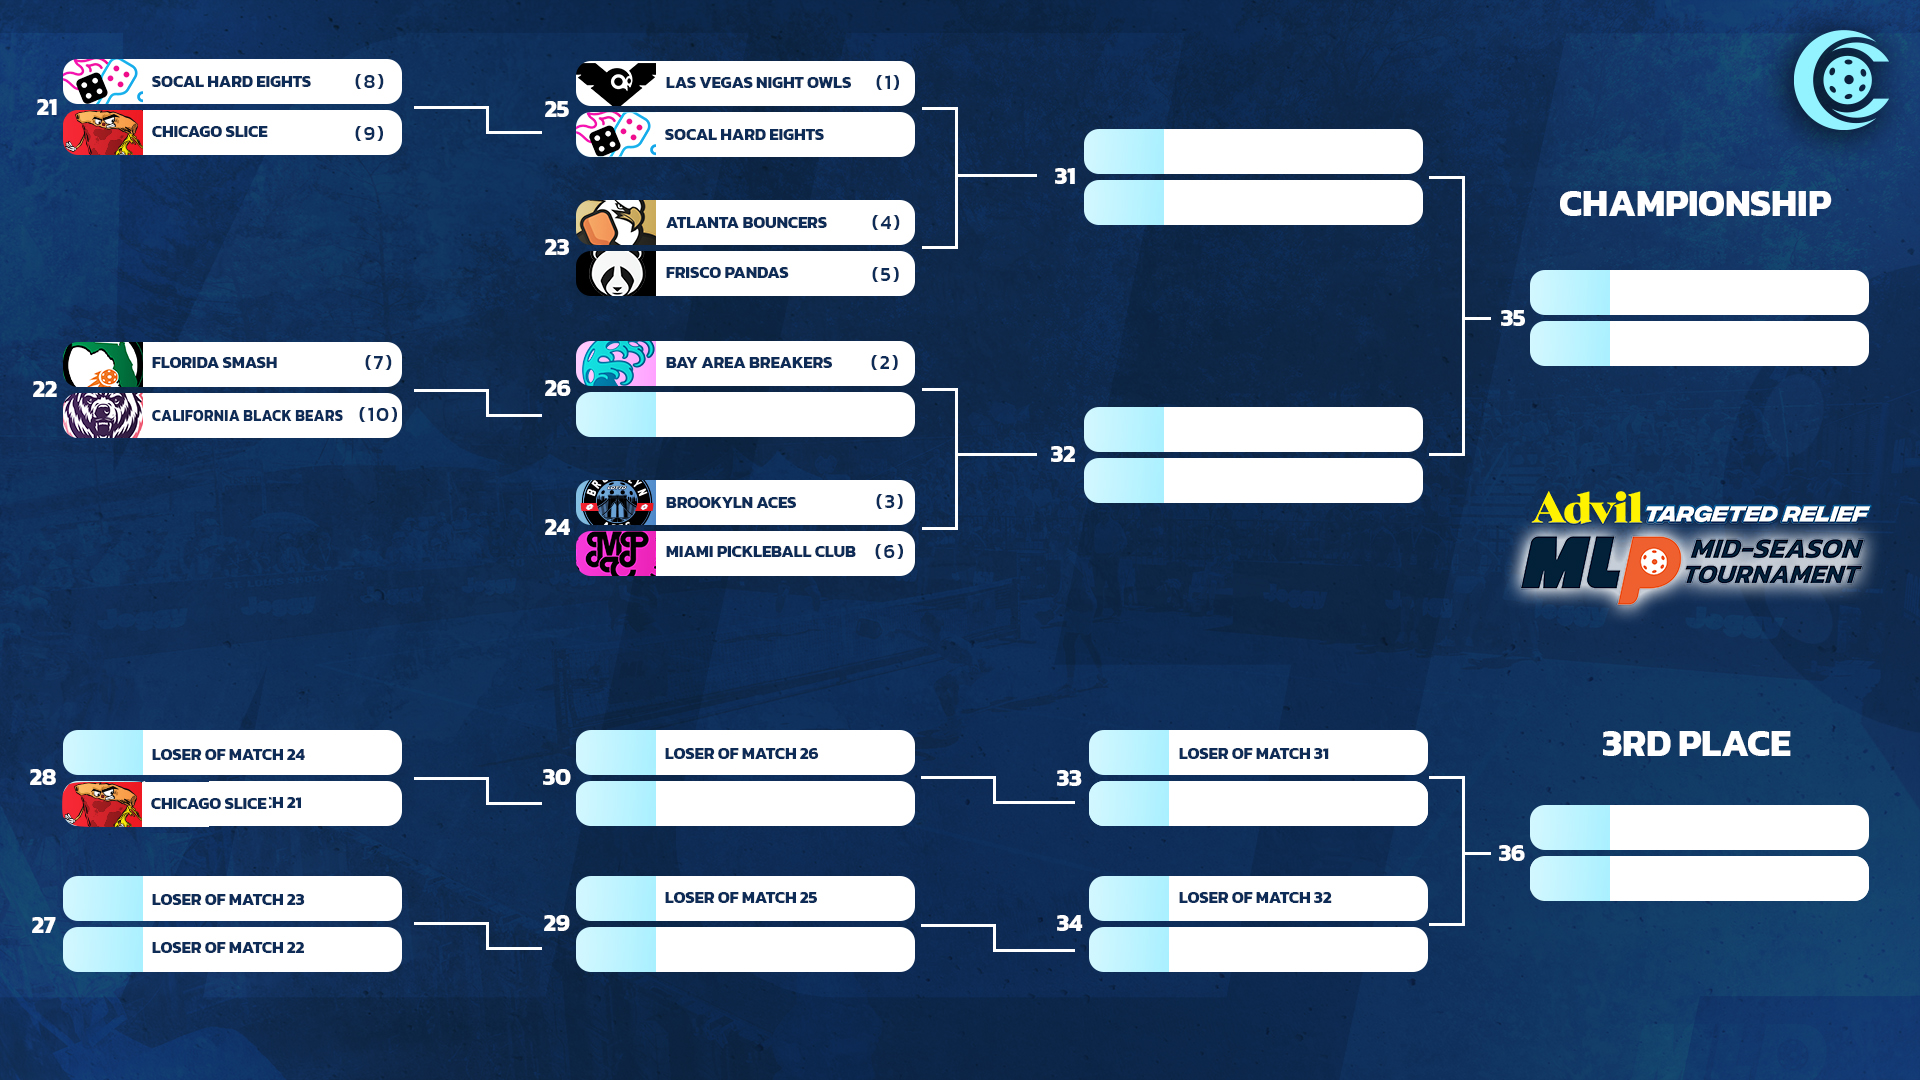 21
SOCAL HARD EIGHTS (8)
CHICAGO SLICE (9)
25
LAS VEGAS NIGHT OWLS (1)
SOCAL HARD EIGHTS
23
ATLANTA BOUNCERS (4)
FRISCO PANDAS (5)
31
CHAMPIONSHIP
35
22
FLORIDA SMASH (7)
CALIFORNIA BLACK BEARS (10)
26
BAY AREA BREAKERS (2)
24
BROOKYLN ACES (3)
MIAMI PICKLEBALL CLUB (6)
MP
32
Advil TARGETED RELIEF
MLP MID-SEASON
TOURNAMENT
28
LOSER OF MATCH 24
CHICAGO SLICE:H 21
30
LOSER OF MATCH 26
33
LOSER OF MATCH 31
3RD PLACE
36
27
LOSER OF MATCH 23
LOSER OF MATCH 22
29
LOSER OF MATCH 25
34
LOSER OF MATCH 32